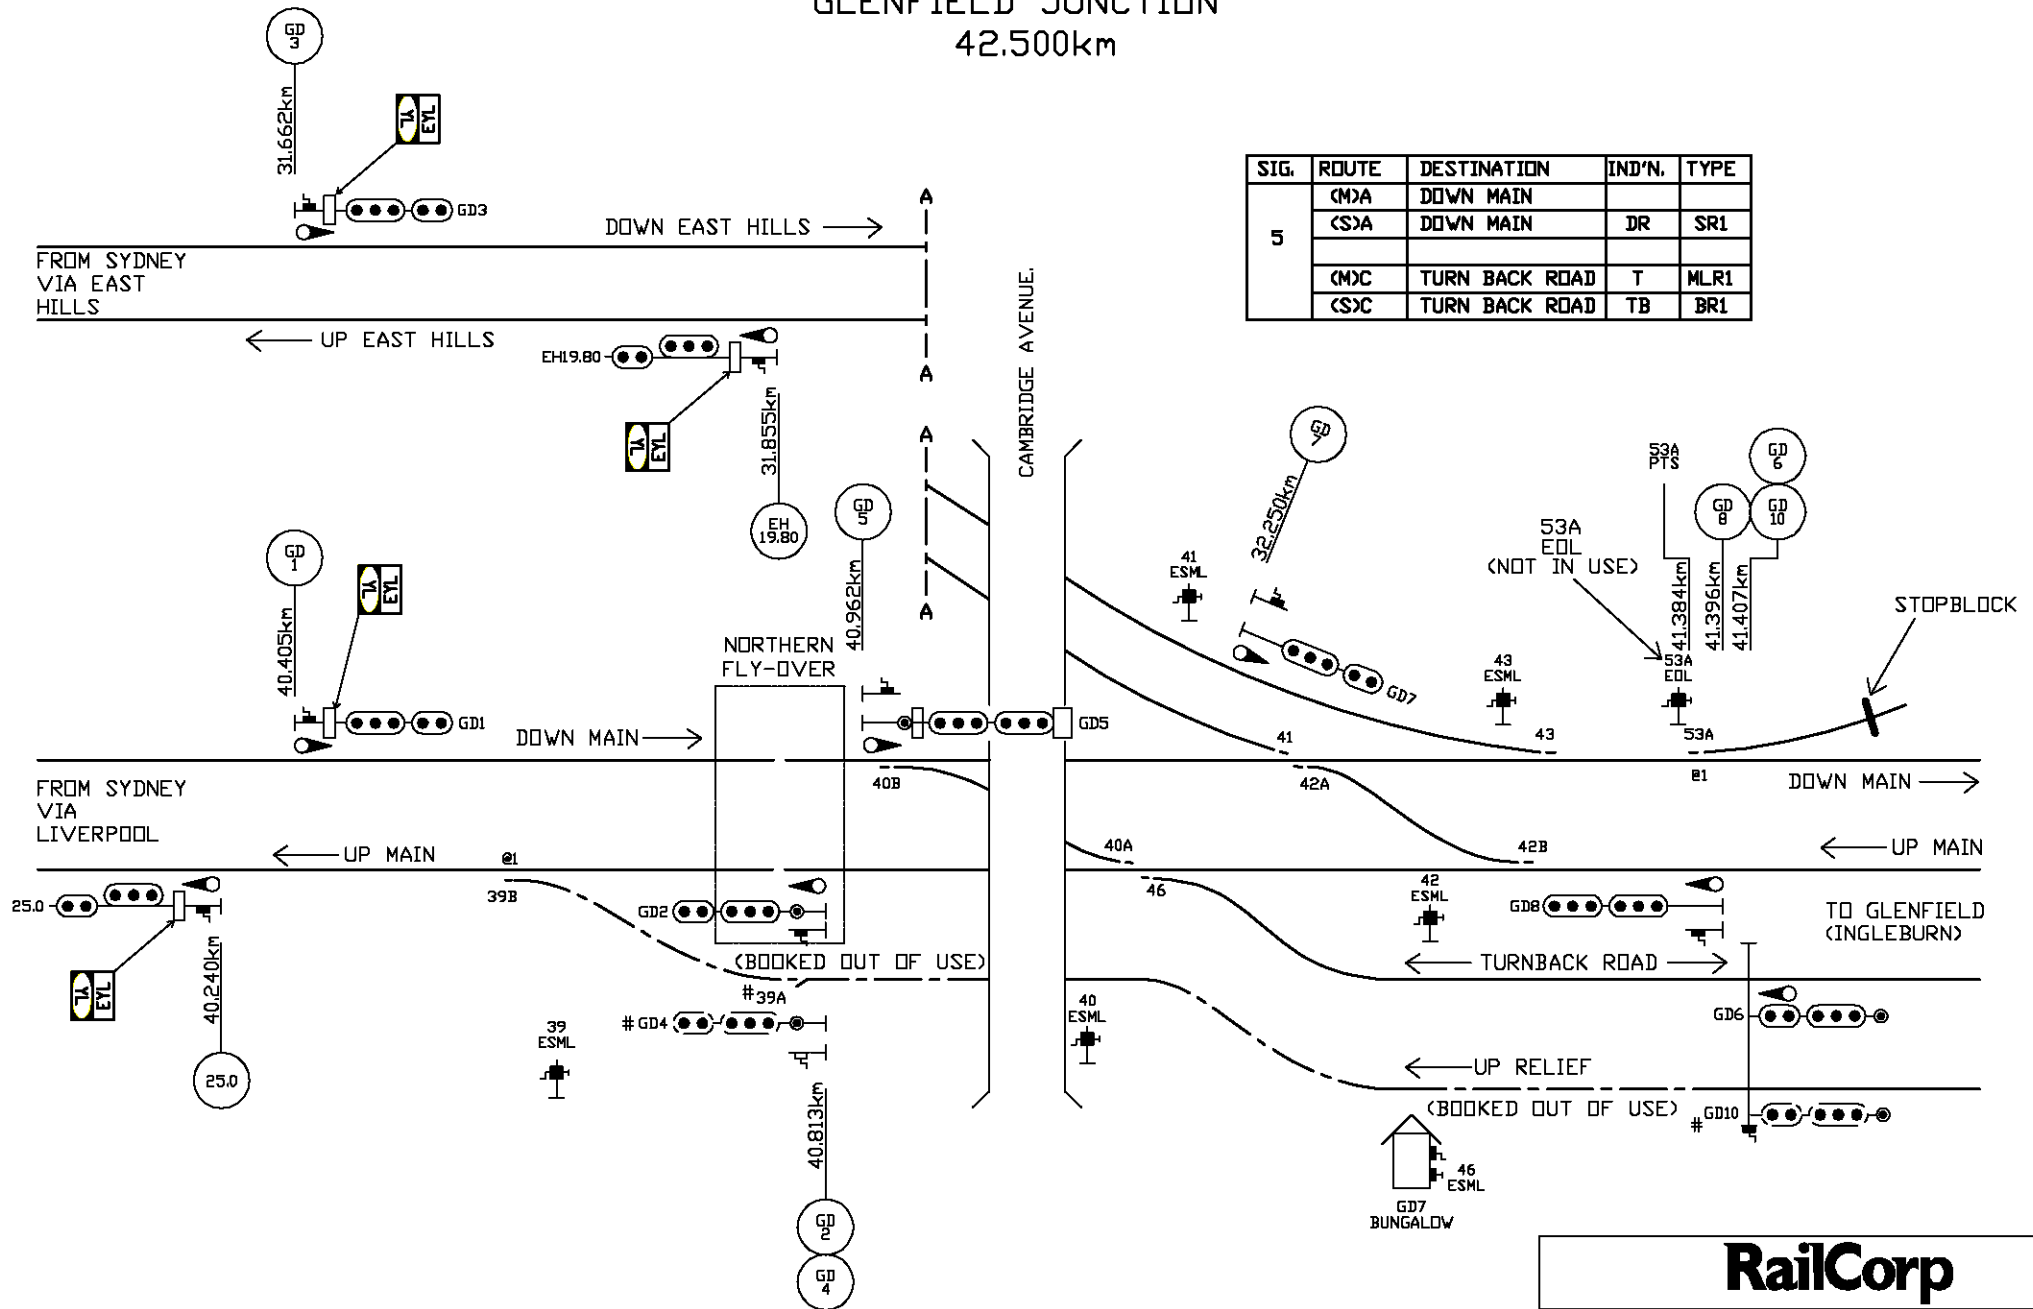 GLENFIELD JUNCTION
42.500km
GD
3
31.662km
YL
EYL
GD3
DOWN EAST HILLS
FROM SYDNEY
VIA EAST
HILLS
UP EAST HILLS
EH19.80
YL
EYL
31.855km
EH
19.80
A
A
A
A
CAMBRIDGE AVENUE.
SIG. ROUTE DESTINATION IND'N. TYPE
5
(M)A DOWN MAIN
(S)A DOWN MAIN DR SR1
(M)C TURN BACK ROAD T MLR1
(S)C TURN BACK ROAD TB BR1
GD
1
40.405km
YL
EYL
GD1
DOWN MAIN
NORTHERN
FLY-OVER
GD
5
40.962km
GD5
40B
GD
7
32.250km
41
ESML
GD7
43
ESML
53A
EOL
(NOT IN USE)
53A
PTS
GD
8
GD
6
GD
10
41.384km
41.396km
41.407km
53A
EOL
STOPBLOCK
41
42A
43
53A
@1
DOWN MAIN
FROM SYDNEY
VIA
LIVERPOOL
UP MAIN
@1
39B
40A
46
42B
UP MAIN
25.0
YL
EYL
40.240km
25.0
GD2
(BOOKED OUT OF USE)
#39A
#GD4
39
ESML
40.813km
GD
2
GD
4
40
ESML
42
ESML
GD8
TO GLENFIELD
(INGLEBURN)
TURNBACK ROAD
GD6
UP RELIEF
(BOOKED OUT OF USE)
#GD10
46
ESML
GD7
BUNGALOW
RailCorp